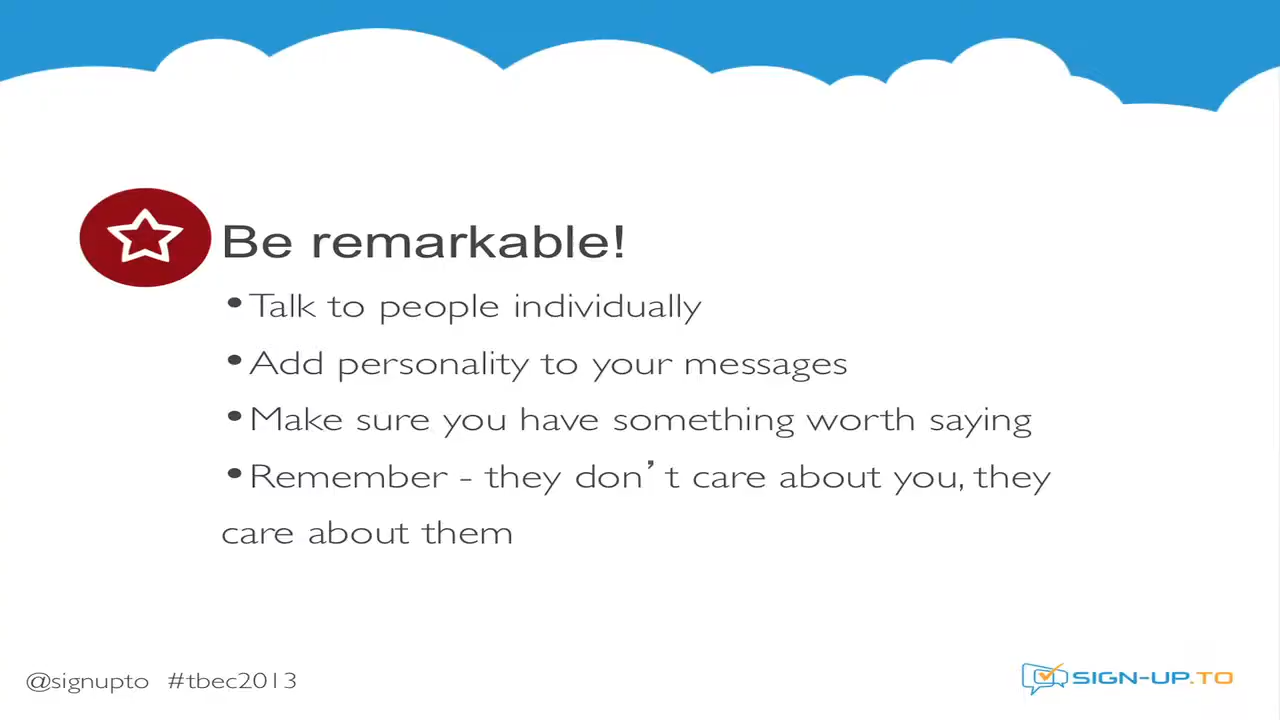 Be remarkable!
•Talk to people individually
•Add personality to your messages
•Make sure you have something worth saying
•Remember - they don’t care about you, they
care about them
@signupto #tbec2013
SIGN-UP.TO